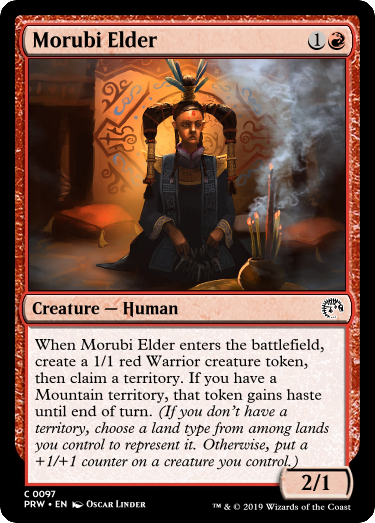 Morubi Elder 1
Creature — Human
When Morubi Elder enters the battlefield,
create a 1/1 red Warrior creature token,
then claim a territory. If you have a
Mountain territory, that token gains haste
until end of turn. (If you don't have a
territory, choose a land type from among lands
you control to represent it. Otherwise, put a
+1/+1 counter on a creature you control.)
2/1
C 0097
PRW • EN Oscar Linder
™ & © 2019 Wizards of the Coast